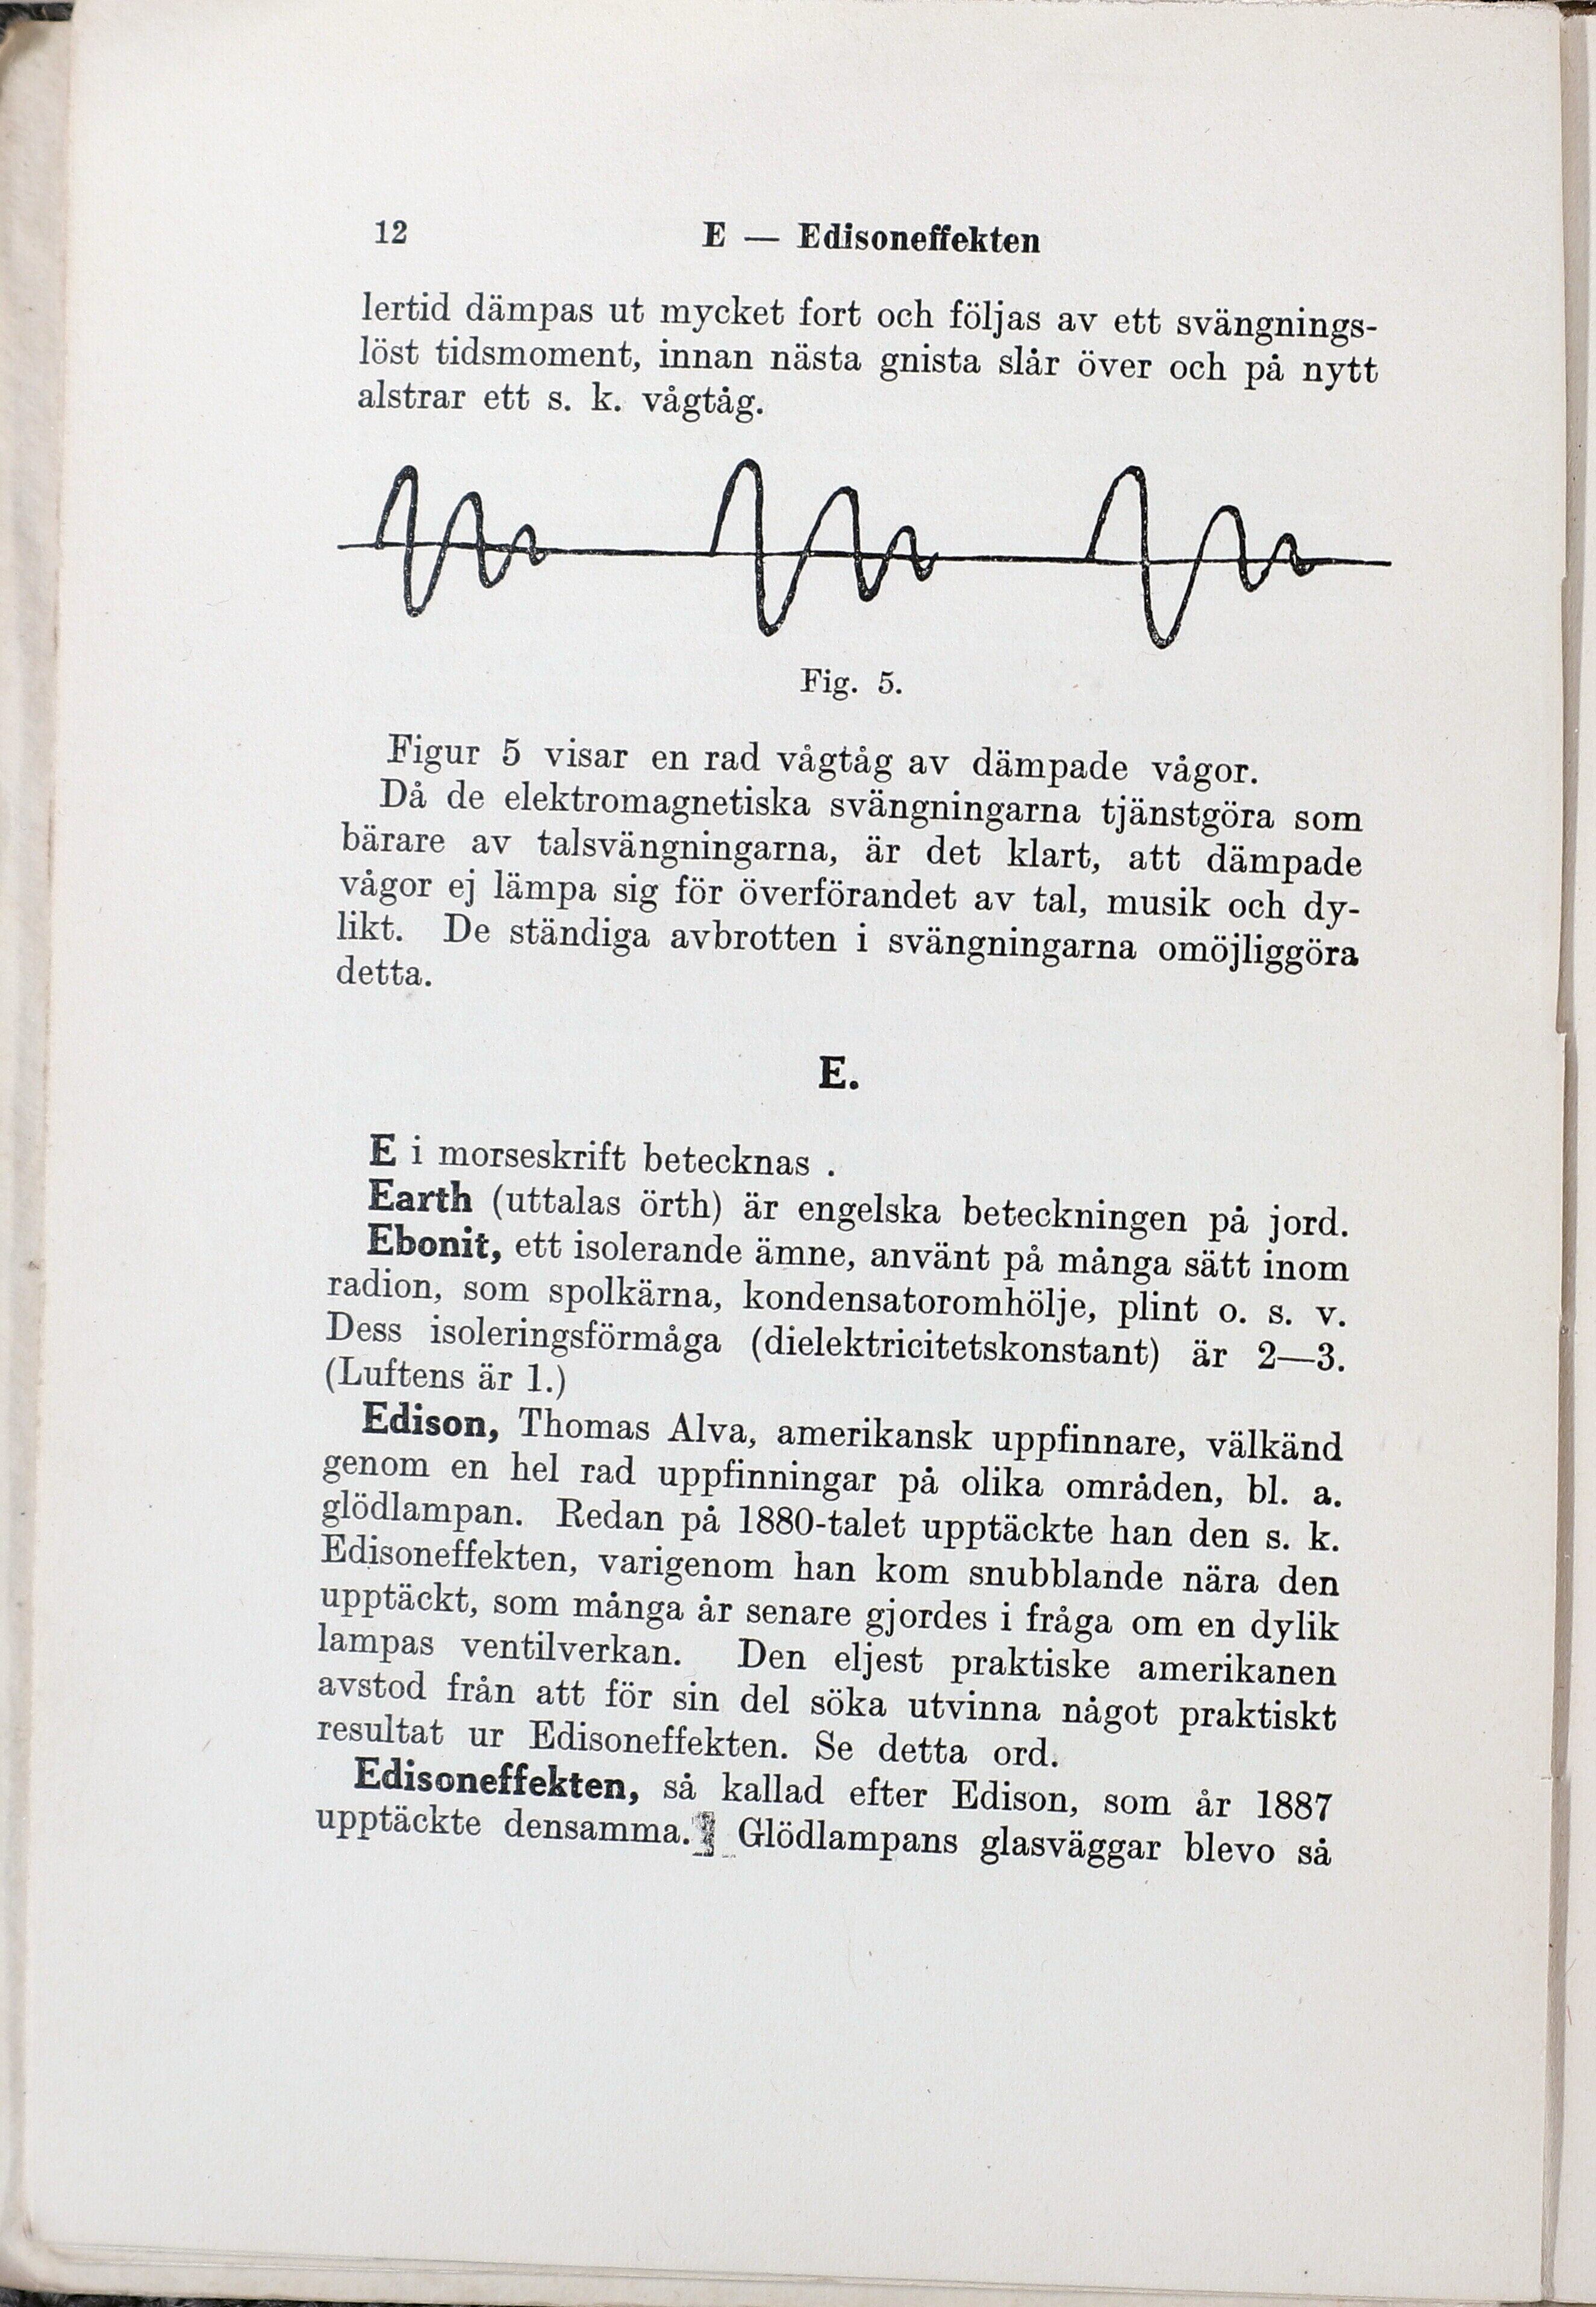 12 E — Edisoneffekten
lertid dämpas ut mycket fort och följas av ett svängnings-
löst tidsmoment, innan nästa gnista slår över och på nytt
alstrar ett s. k. vågtåg.
Fig. 5.
Figur 5 visar en rad vågtåg av dämpade vågor.
Då de elektromagnetiska svängningarna tjänstgöra som
bärare av talsvängningarna, är det klart, att dämpade
vågor ej lämpa sig för överförandet av tal, musik och dy-
likt. De ständiga avbrotten i svängningarna omöjliggöra
detta.
E.
E i morseskrift betecknas .
Earth (uttalas örth) är engelska beteckningen på jord.
Ebonit, ett isolerande ämne, använt på många sätt inom
radion, som spolkärna, kondensatoromhölje, plint o. s. v.
Dess isoleringsförmåga (dielektricitetskonstant) är 2—3.
(Luftens är 1.)
Edison, Thomas Alva, amerikansk uppfinnare, välkänd
genom en hel rad uppfinningar på olika områden, bl. a.
glödlampan. Redan på 1880-talet upptäckte han den s. k.
Edisoneffekten, varigenom han kom snubblande nära den
upptäckt, som många år senare gjordes i fråga om en dylik
lampas ventilverkan. Den eljest praktiske amerikanen
avstod från att för sin del söka utvinna något praktiskt
resultat ur Edisoneffekten. Se detta ord.
Edisoneffekten, så kallad efter Edison, som år 1887
upptäckte densamma. Glödlampans glasväggar blevo så